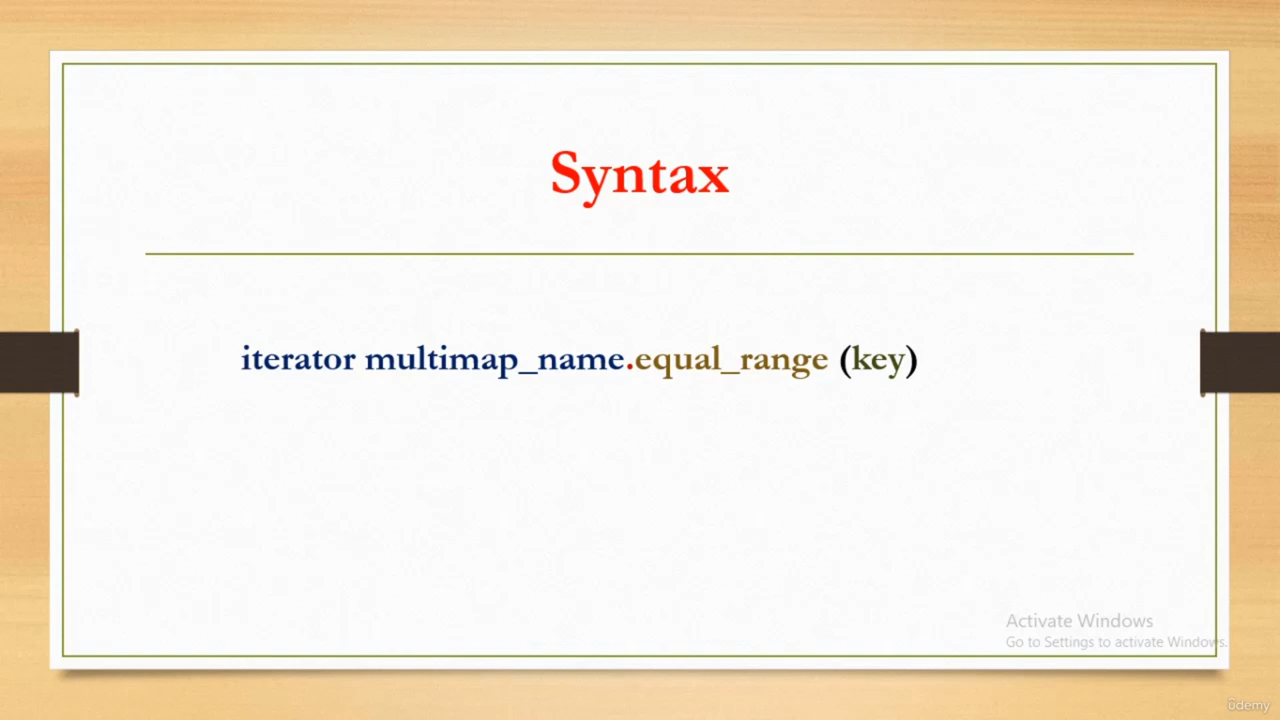 Syntax
iterator multimap_name.equal_range (key)
Activate Windows
Go to Settings to activate Windows.
ûdemy